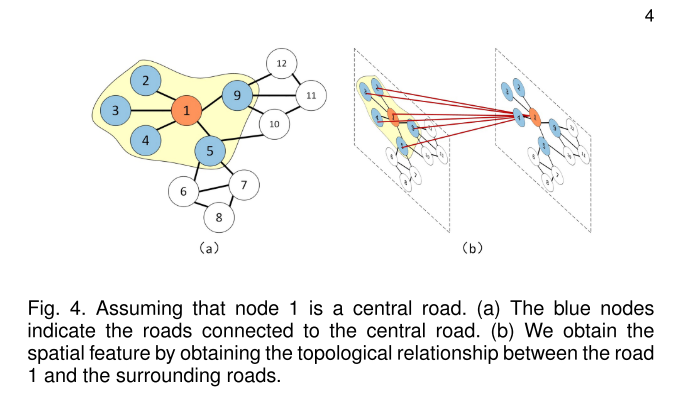 4
12
2
9
11
3
1
10
4
5
7
6
8
(a)
(b)
Fig. 4. Assuming that node 1 is a central road. (a) The blue nodes
indicate the roads connected to the central road. (b) We obtain the
spatial feature by obtaining the topological relationship between the road
1 and the surrounding roads.